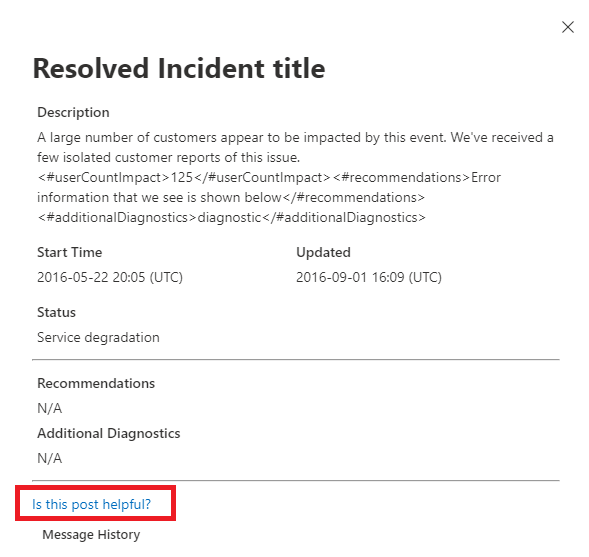 Resolved Incident title
Description
A large number of customers appear to be impacted by this event. We've received a
few isolated customer reports of this issue.
<#userCountImpact>125</#userCountImpact><#recommendations>Error
information that we see is shown below</#recommendations>
<#additionalDiagnostics>diagnostic</#additionalDiagnostics>
Start Time
Updated
2016-05-22 20:05 (UTC)
2016-09-01 16:09 (UTC)
Status
Service degradation
Recommendations
N/A
Additional Diagnostics
N/A
Is this post helpful?
Message History